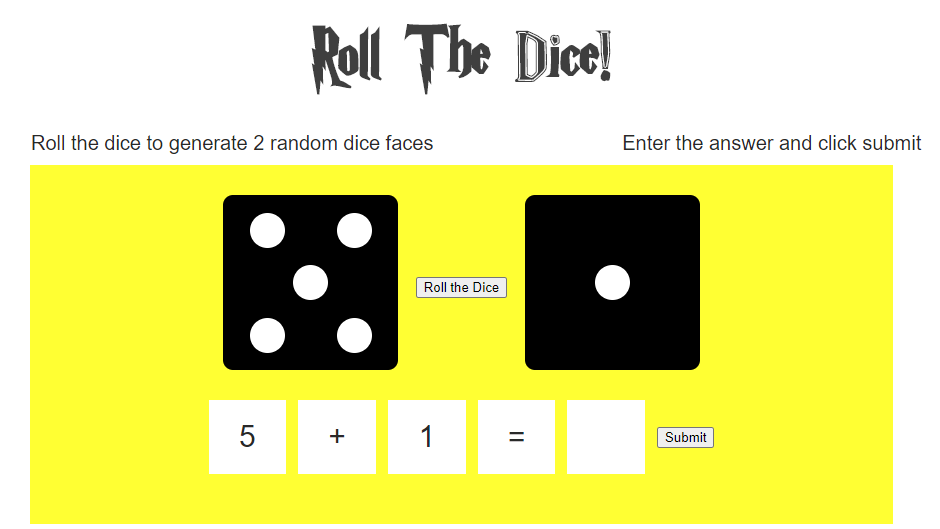 Roll The Dice!
Roll the dice to generate 2 random dice faces
Enter the answer and click submit
Roll the Dice
5 + 1 =
Submit